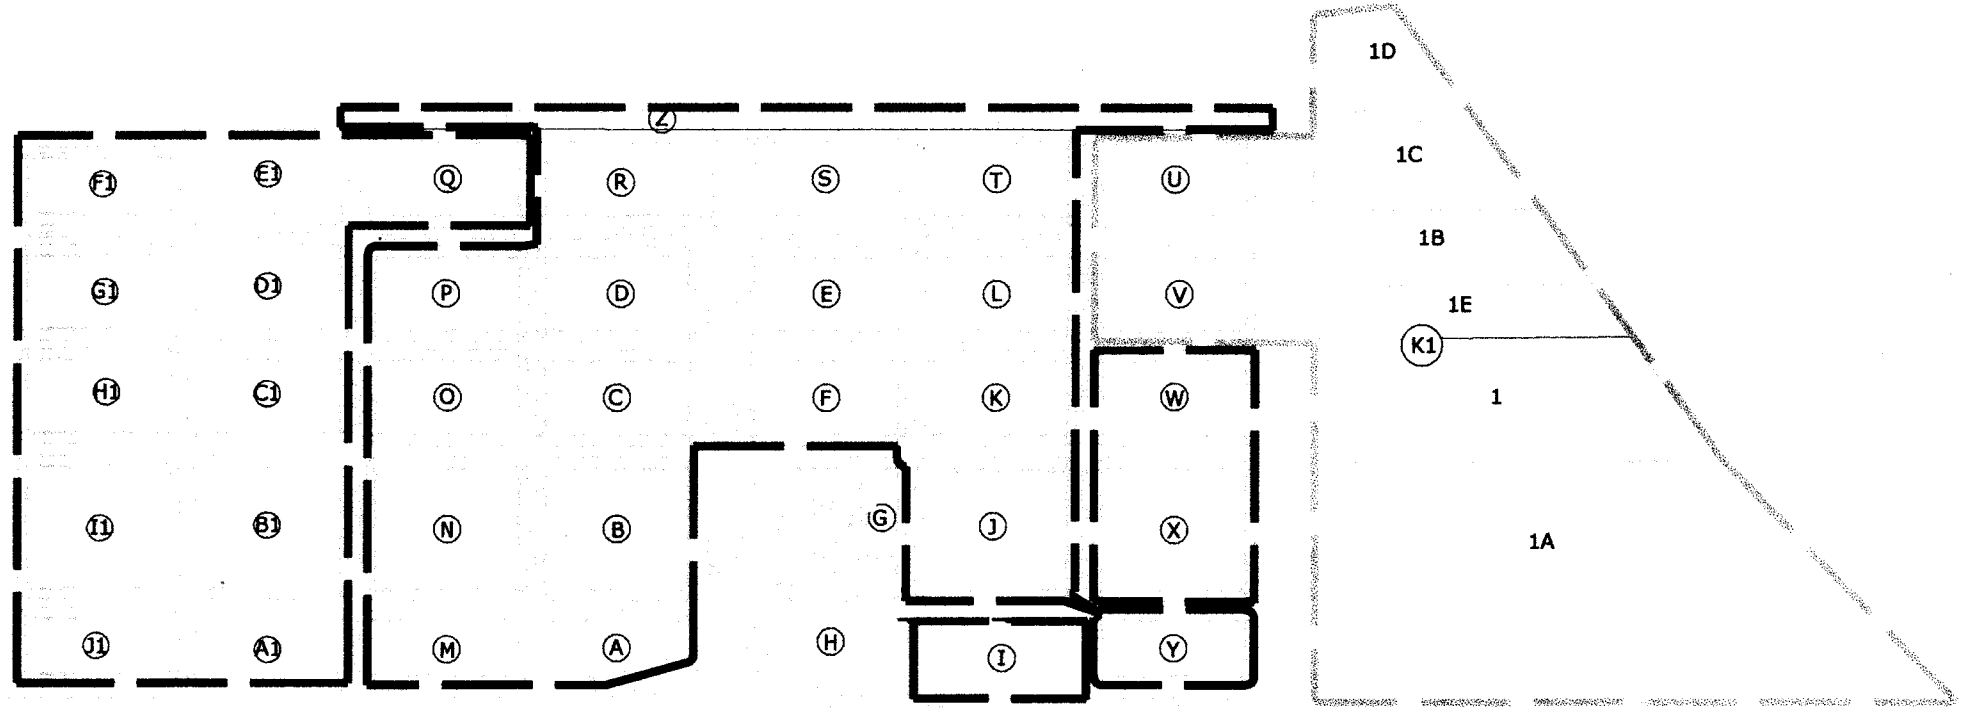 1D
Z
1C
F1 E1 Q R S T U
1B
G1 D1 P D E L V
1E
K1
H1 C1 O C F K W 1
G
I1 B1 N B J X 1A
J1 A1 M A H I Y